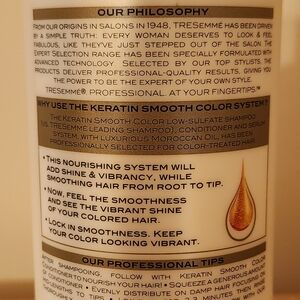 OUR PHILOSOPHY
FROM OUR ORIGINS IN SALONS IN 1948, TRESEMMÉ HAS BEEN DRIVEN
BY A SIMPLE TRUTH: EVERY WOMAN DESERVES TO LOOK & FEEL
FABULOUS, LIKE THEY'VE JUST STEPPED OUT OF THE SALON. THE
EXPERT SELECTION RANGE HAS BEEN SPECIALLY FORMULATED WITH
ADVANCED TECHNOLOGY. SELECTED BY OUR TOP STYLISTS, THE
PRODUCTS DELIVER PROFESSIONAL-QUALITY RESULTS, GIVING YOU
THE POWER TO BE THE EXPERT OF YOUR OWN STYLE.
TRESEMMÉ. PROFESSIONAL. AT YOUR FINGERTIPS.™
WHY USE THE KERATIN SMOOTH COLOR SYSTEM?
THE KERATIN SMOOTH COLOR LOW-SULFATE SHAMPOO
(VS. TRESEMMÉ LEADING SHAMPOO), CONDITIONER AND SERUM
SYSTEM, WITH LUXURIOUS MOROCCAN OIL, HAS BEEN
PROFESSIONALLY SELECTED FOR COLOR-TREATED HAIR.
• THIS NOURISHING SYSTEM WILL
ADD SHINE & VIBRANCY, WHILE
SMOOTHING HAIR FROM ROOT TO TIP.
• NOW, FEEL THE SMOOTHNESS
AND SEE THE VIBRANT SHINE
OF YOUR COLORED HAIR.
• LOCK IN SMOOTHNESS. KEEP
YOUR COLOR LOOKING VIBRANT.
OUR PROFESSIONAL TIPS
AFTER SHAMPOOING, FOLLOW WITH KERATIN SMOOTH COLOR
CONDITIONER TO NOURISH YOUR HAIR! • SQUEEZE A GENEROUS AMOUNT
• EVENLY DISTRIBUTE ON DAMP HAIR FOCUSING
TO TIPS